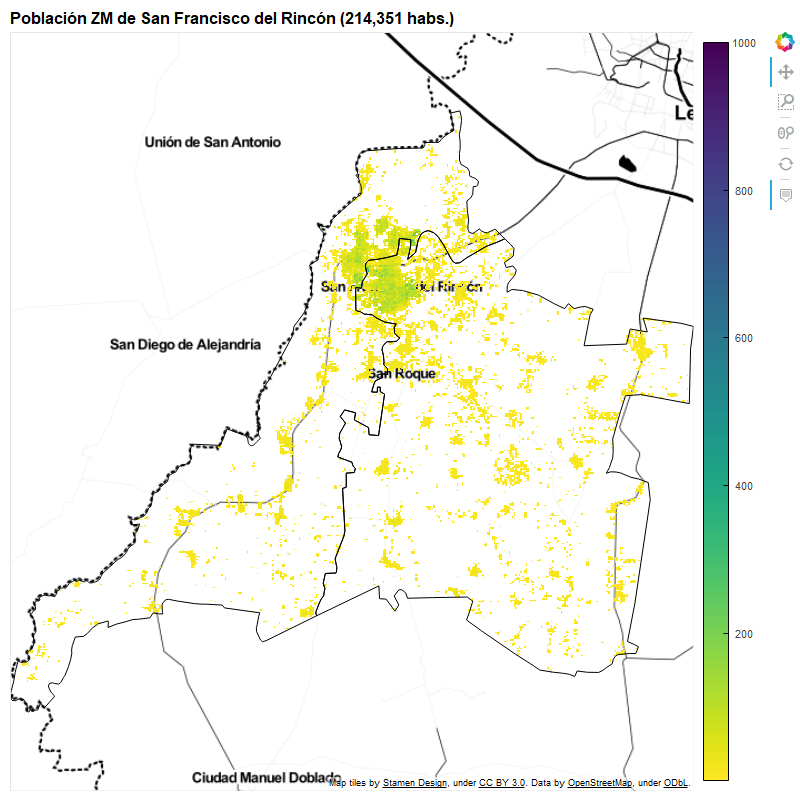 Población ZM de San Francisco del Rincón (214,351 habs.)
1000
Le
Unión de San Antonio
800
San del Rincón
San Diego de Alejandría
600
San Roque
400
200
Ciudad Manuel Doblado
Map tiles by Stamen Design, under CC BY 3.0. Data by OpenStreetMap, under ODbL.